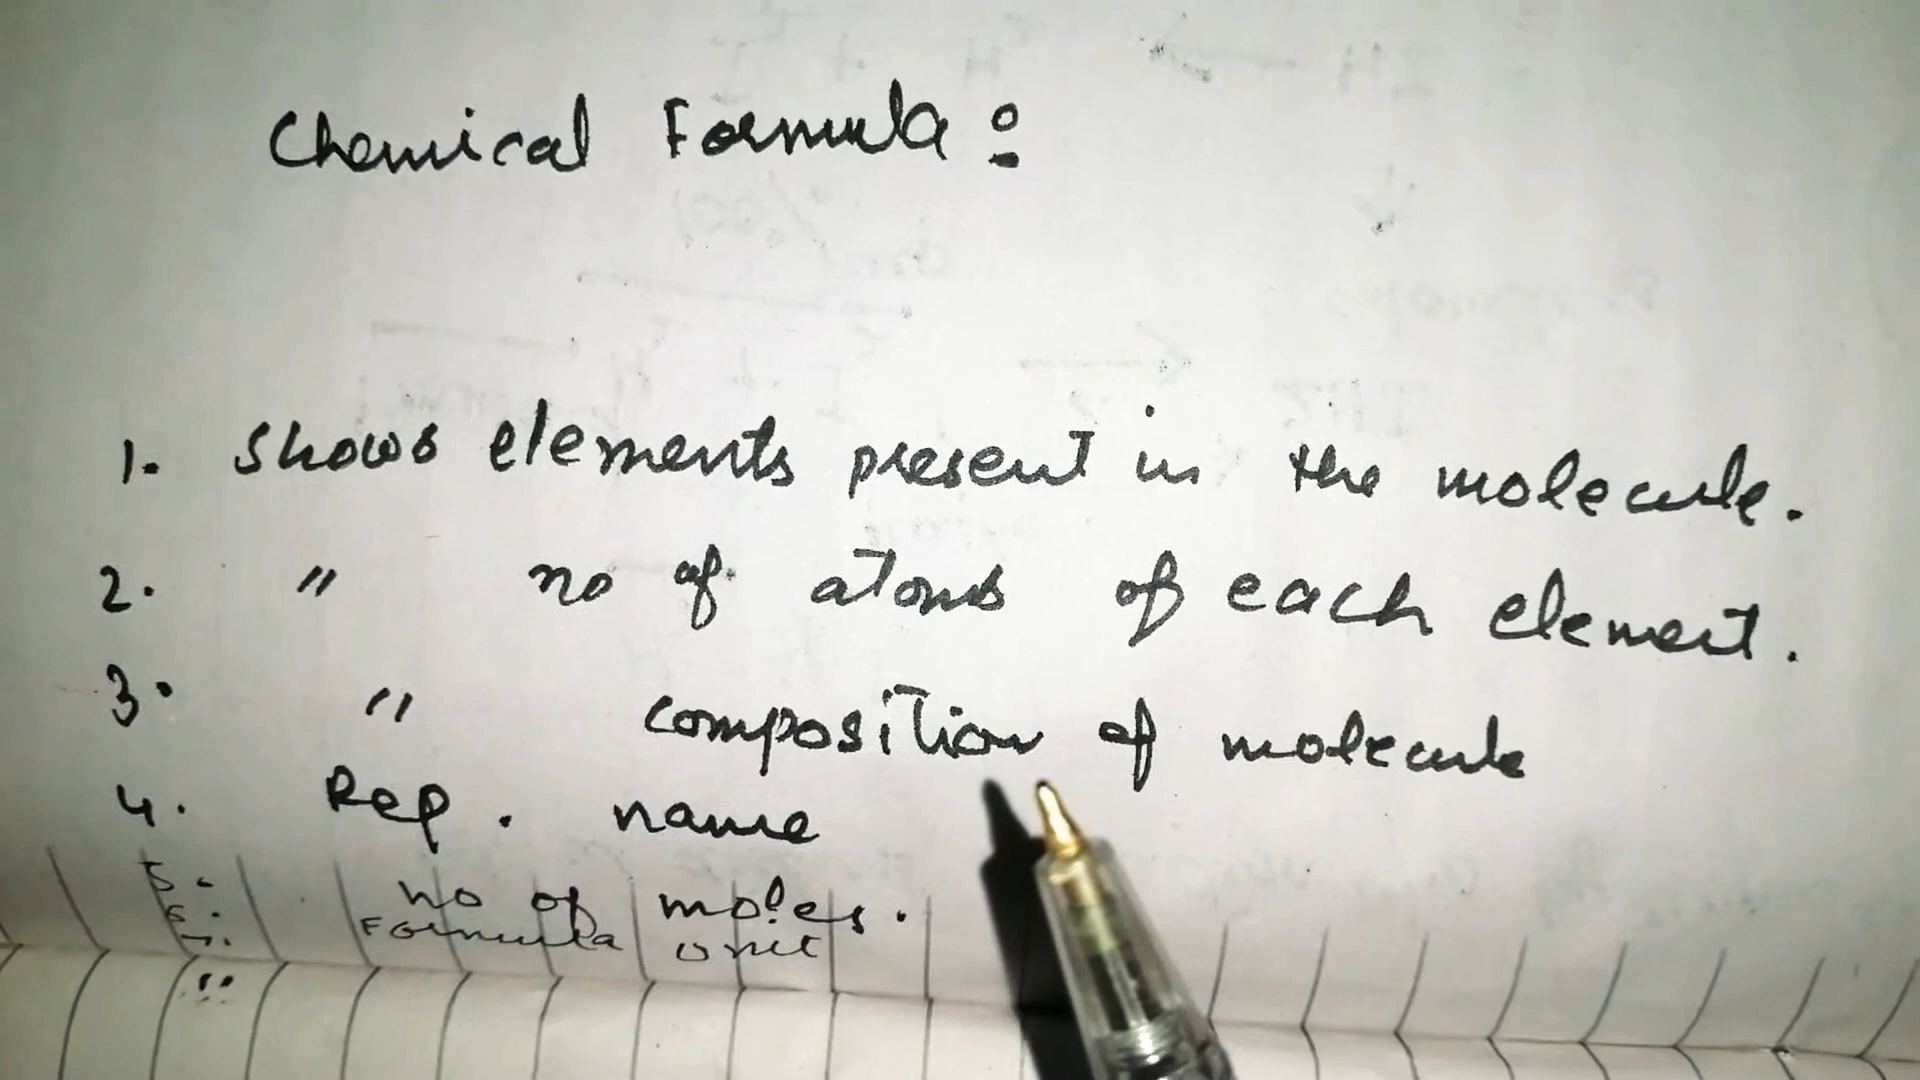 Chemical Formula :
1. Shows elements present in the molecule.
2. " no of atoms of each element.
3. " composition of molecule
4. Rep. name
5. no of moles.
6. Formula unit
7.